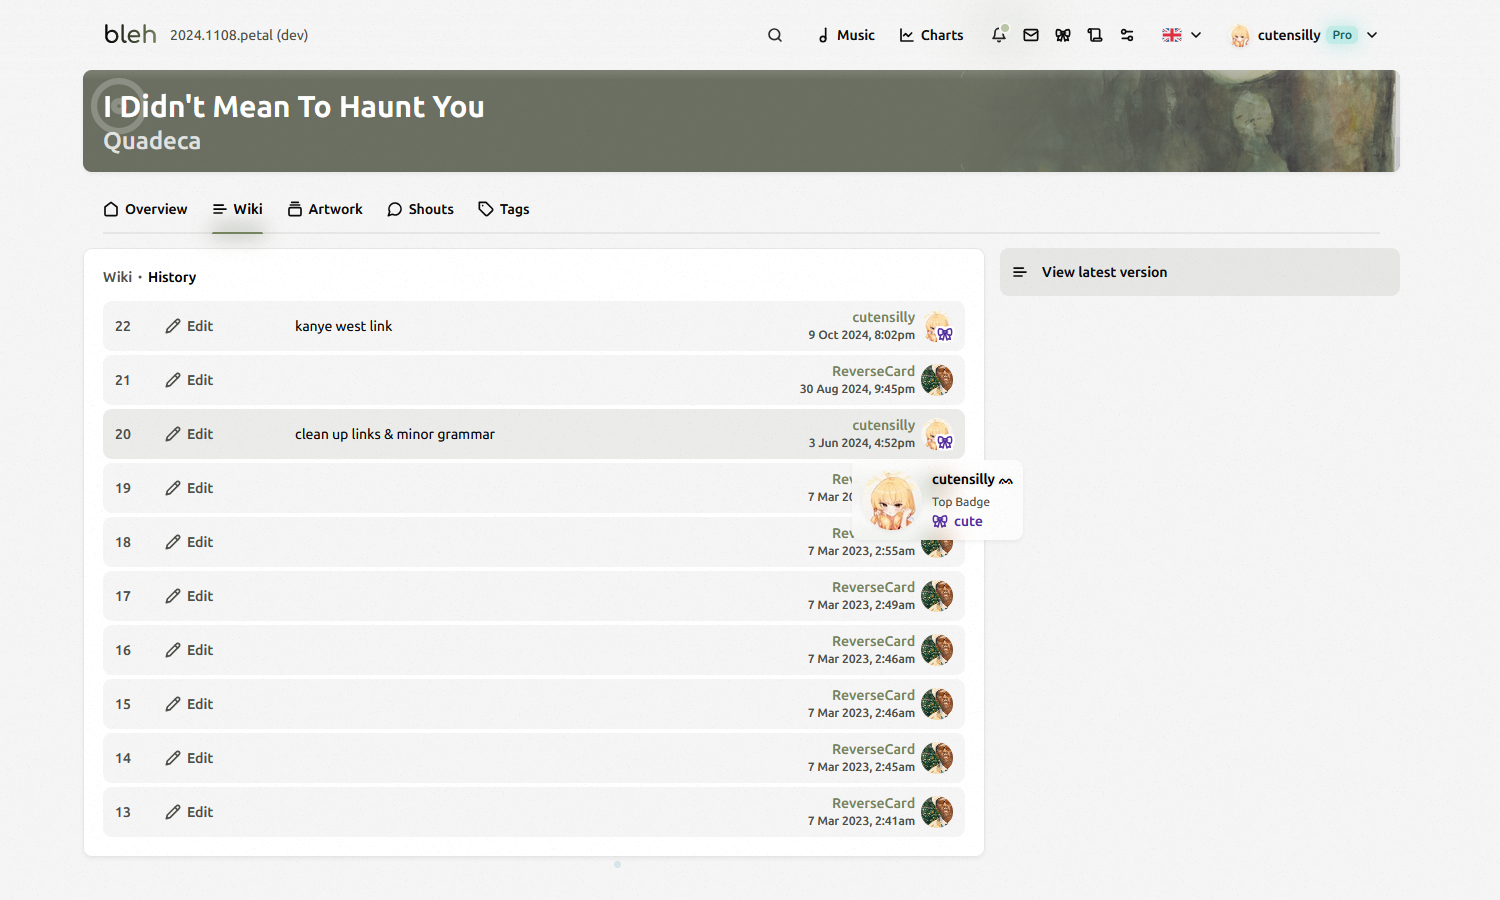 bleh 2024.1108.petal (dev) Music Charts cutensilly Pro
I Didn't Mean To Haunt You
Quadeca
Overview Wiki Artwork Shouts Tags
Wiki • History
View latest version
22 Edit kanye west link cutensilly
9 Oct 2024, 8:02pm
21 Edit ReverseCard
30 Aug 2024, 9:45pm
20 Edit clean up links & minor grammar cutensilly
3 Jun 2024, 4:52pm
19 Edit Rev
7 Mar 20
cutensilly
Top Badge
cute
18 Edit Rev
7 Mar 2023, 2:55am
17 Edit ReverseCard
7 Mar 2023, 2:49am
16 Edit ReverseCard
7 Mar 2023, 2:46am
15 Edit ReverseCard
7 Mar 2023, 2:46am
14 Edit ReverseCard
7 Mar 2023, 2:45am
13 Edit ReverseCard
7 Mar 2023, 2:41am